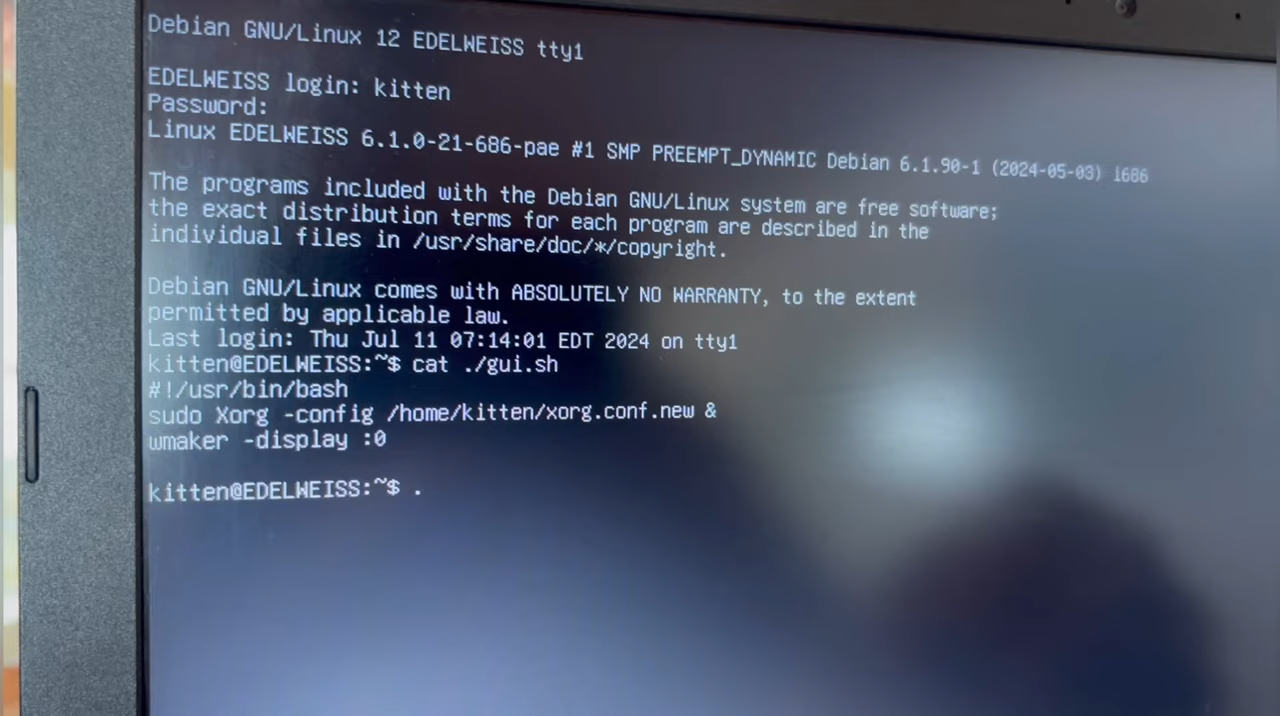 Debian GNU/Linux 12 EDELWEISS tty1
EDELWEISS login: kitten
Password:
Linux EDELWEISS 6.1.0-21-686-pae #1 SMP PREEMPT_DYNAMIC Debian 6.1.90-1 (2024-05-03) i686
The programs included with the Debian GNU/Linux system are free software;
the exact distribution terms for each program are described in the
individual files in /usr/share/doc/*/copyright.
Debian GNU/Linux comes with ABSOLUTELY NO WARRANTY, to the extent
permitted by applicable law.
Last login: Thu Jul 11 07:14:01 EDT 2024 on tty1
kitten@EDELWEISS:~$ cat ./gui.sh
#!/usr/bin/bash
sudo Xorg -config /home/kitten/xorg.conf.new &
wmaker -display :0
kitten@EDELWEISS:~$ .